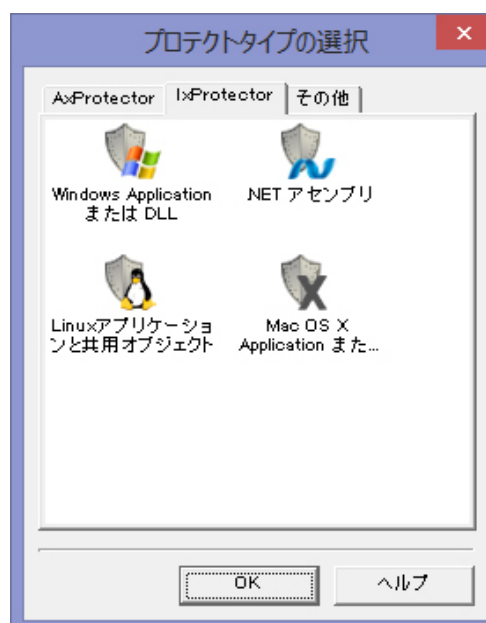 プロテクトタイプの選択
×
AxProtector IxProtector その他
Windows Application .NET アセンブリ
または DLL
Linuxアプリケーショ Mac OS X
ンと共用オブジェクト Application また...
OK ヘルプ